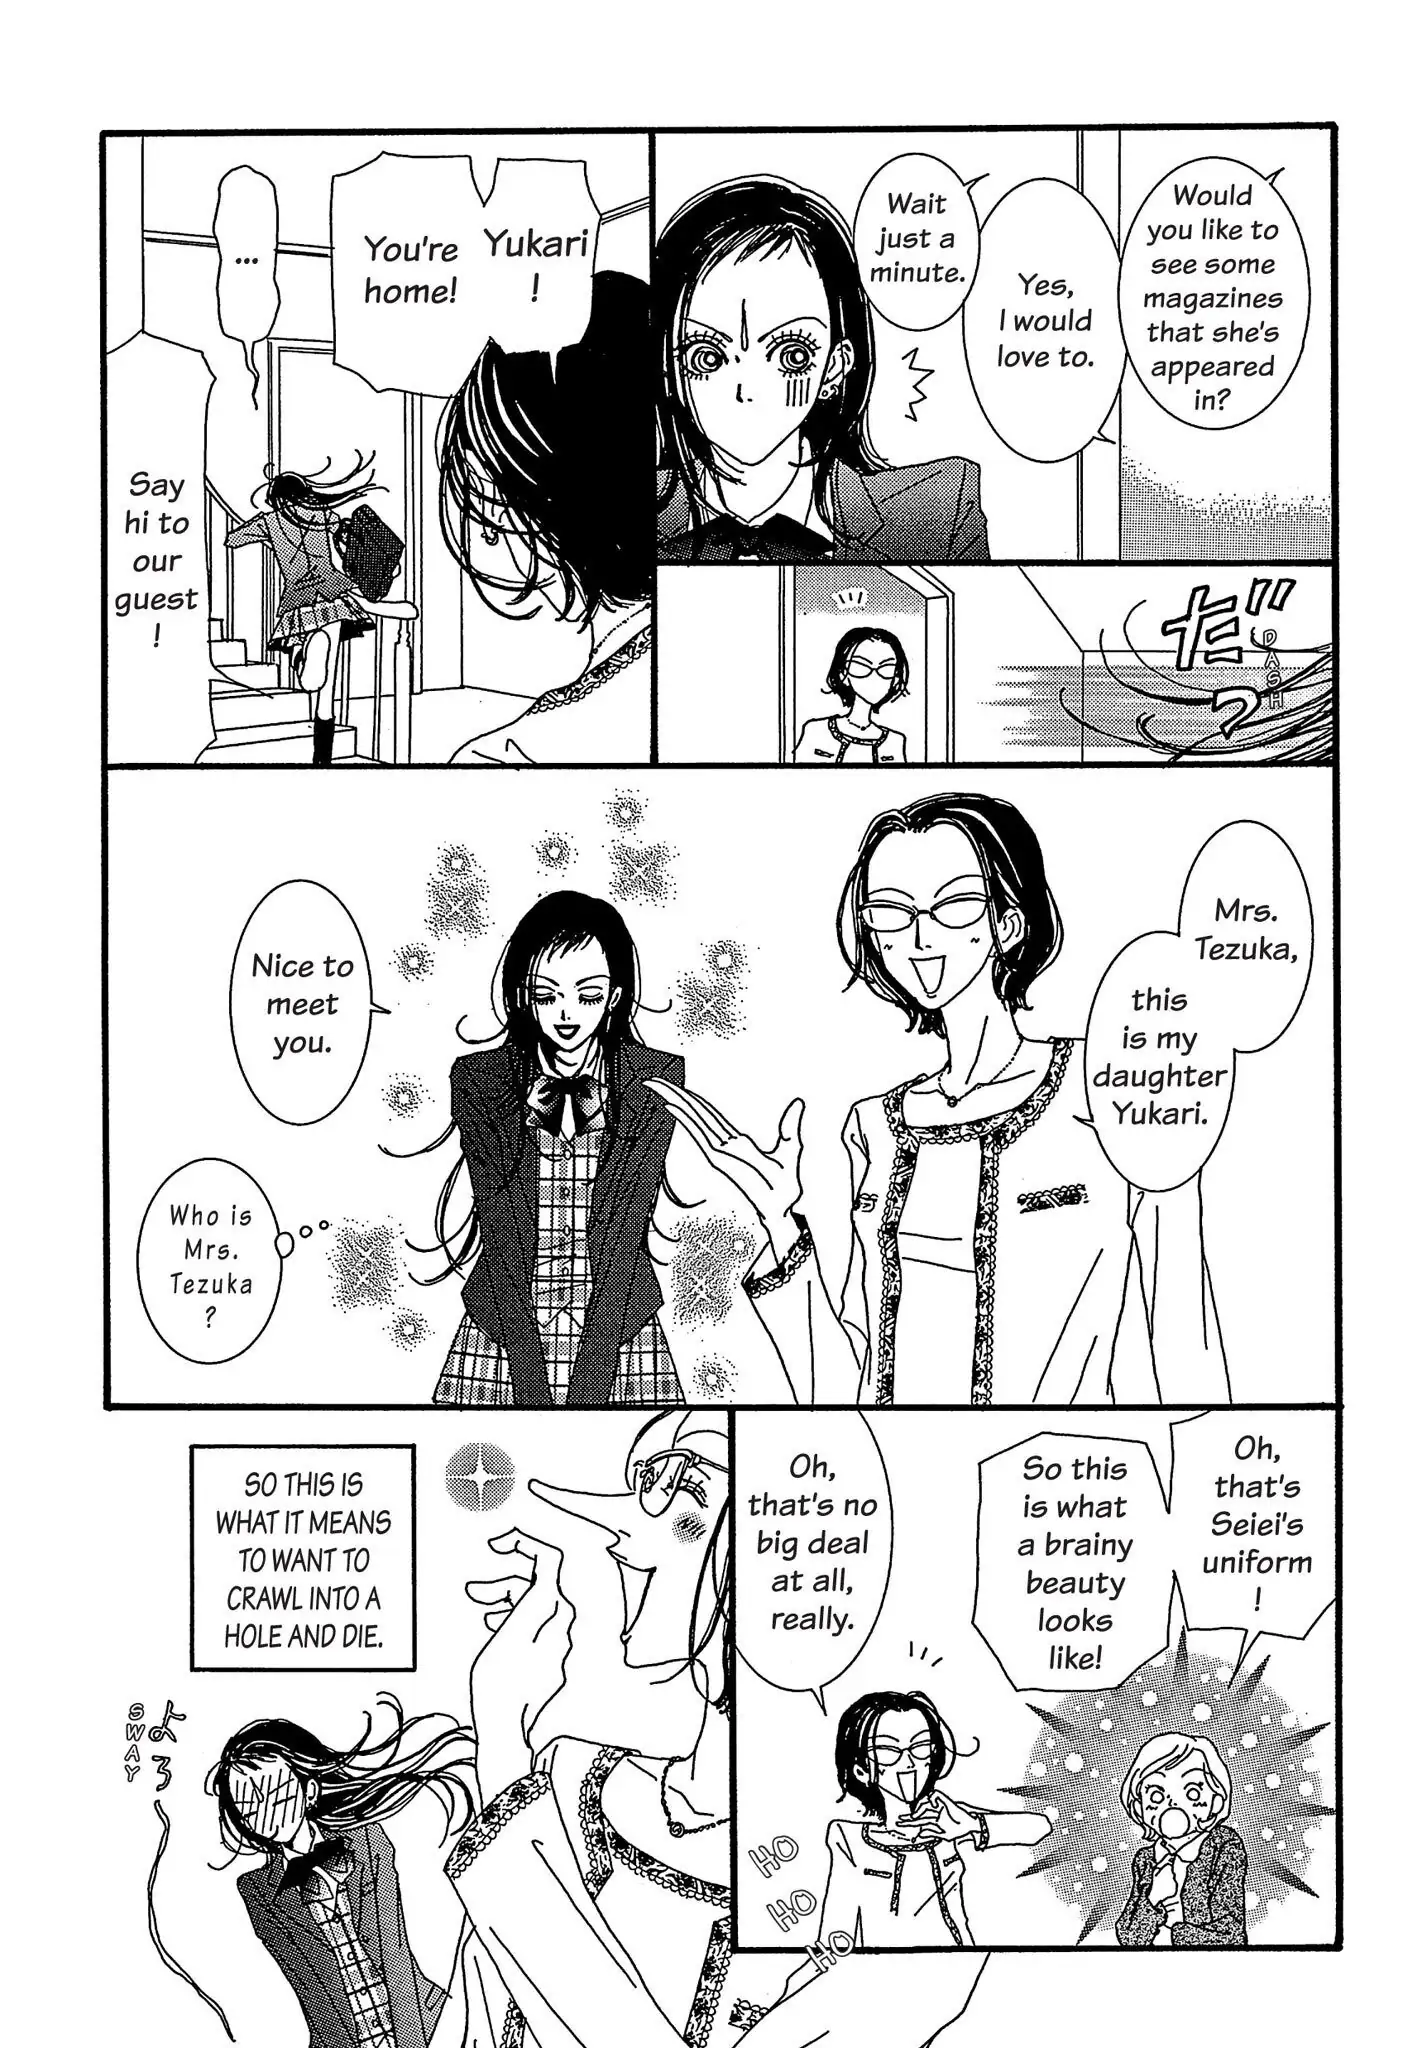 Would
you like to
see some
magazines
that she's
appeared
in?
Yes,
I would
love to.
Wait
just a
minute.
ダッ
DASH
Yukari
!
You're
home!
...
Say
hi to
our
guest
!
Mrs.
Tezuka,
this
is my
daughter
Yukari.
Nice to
meet
you.
Who is
Mrs.
Tezuka
?
Oh,
that's
Seiei's
uniform
!
So this
is what
a brainy
beauty
looks
like!
Oh,
that's no
big deal
at all,
really.
HO
HO
HO
SO THIS IS
WHAT IT MEANS
TO WANT TO
CRAWL INTO A
HOLE AND DIE.
よろ
SWAY